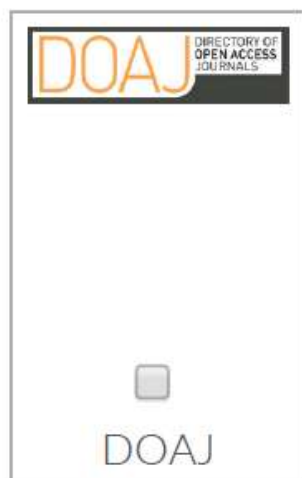 DOAJ
DIRECTORY OF
OPEN ACCESS
JOURNALS
DOAJ